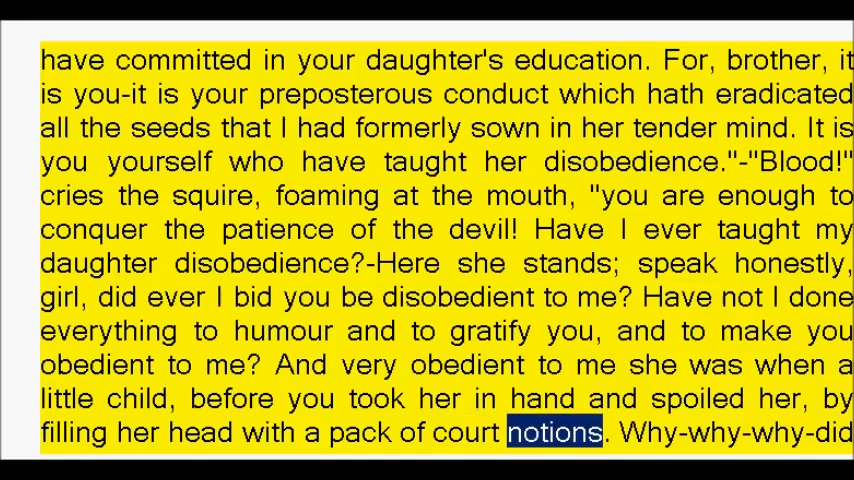 have committed in your daughter's education. For, brother, it
is you-it is your preposterous conduct which hath eradicated
all the seeds that I had formerly sown in her tender mind. It is
you yourself who have taught her disobedience."-"Blood!"
cries the squire, foaming at the mouth, "you are enough to
conquer the patience of the devil! Have I ever taught my
daughter disobedience?-Here she stands; speak honestly,
girl, did ever I bid you be disobedient to me? Have not I done
everything to humour and to gratify you, and to make you
obedient to me? And very obedient to me she was when a
little child, before you took her in hand and spoiled her, by
filling her head with a pack of court notions. Why-why-why-did